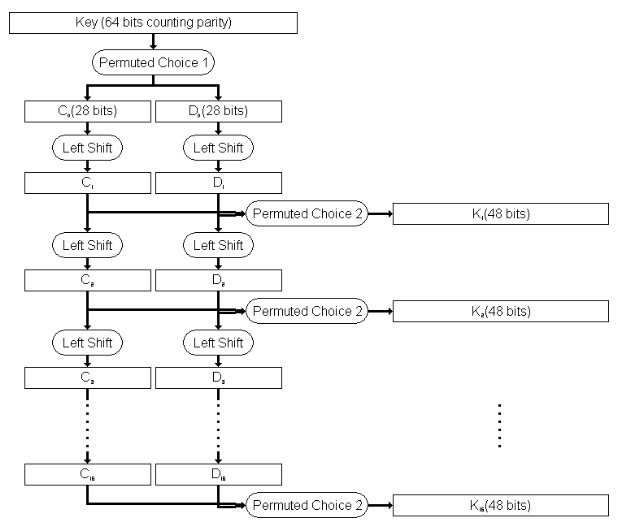 Key (64 bits counting parity)
Permuted Choice 1
C₀(28 bits) D₀(28 bits)
Left Shift Left Shift
C₁ D₁
Permuted Choice 2 K₁(48 bits)
Left Shift Left Shift
C₂ D₂
Permuted Choice 2 K₂(48 bits)
Left Shift Left Shift
C₃ D₃
C₁₆ D₁₆
Permuted Choice 2 K₁₆(48 bits)